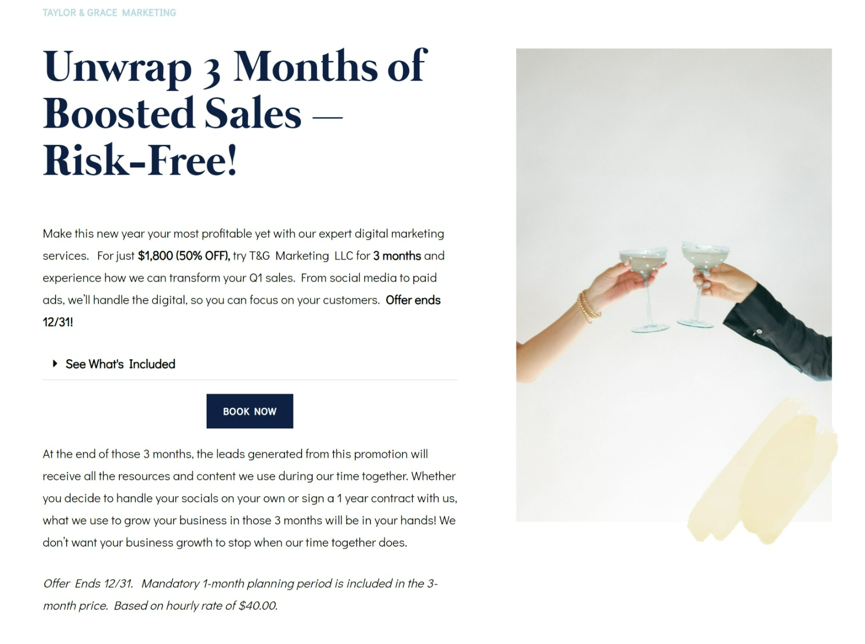 TAYLOR & GRACE MARKETING
Unwrap 3 Months of
Boosted Sales —
Risk-Free!
Make this new year your most profitable yet with our expert digital marketing
services. For just $1,800 (50% OFF), try T&G Marketing LLC for 3 months and
experience how we can transform your Q1 sales. From social media to paid
ads, we'll handle the digital, so you can focus on your customers. Offer ends
12/31!
See What's Included
BOOK NOW
At the end of those 3 months, the leads generated from this promotion will
receive all the resources and content we use during our time together. Whether
you decide to handle your socials on your own or sign a 1 year contract with us,
what we use to grow your business in those 3 months will be in your hands! We
don't want your business growth to stop when our time together does.
Offer Ends 12/31. Mandatory 1-month planning period is included in the 3-
month price. Based on hourly rate of $40.00.